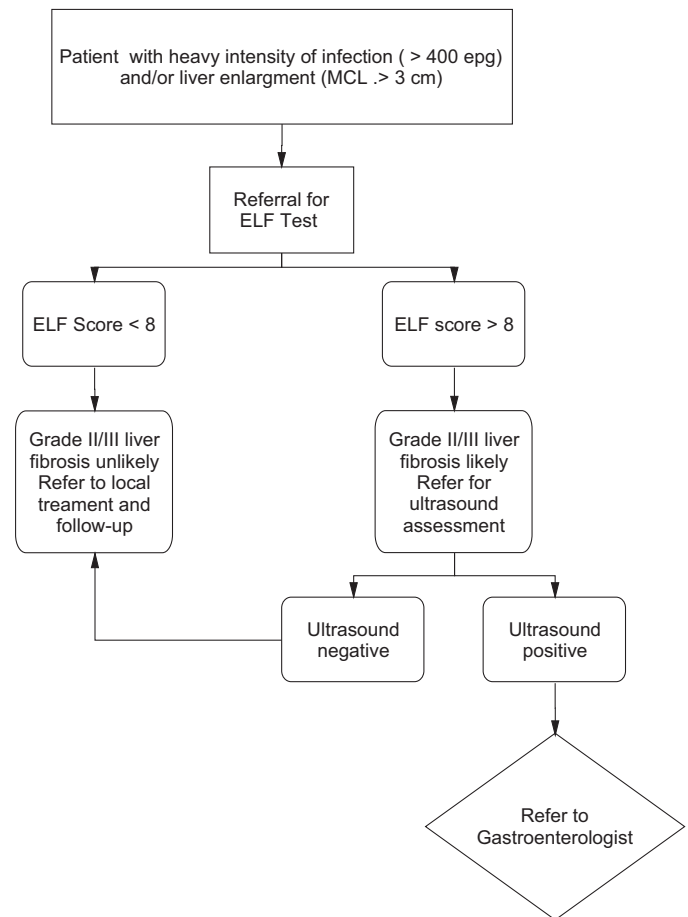 Patient with heavy intensity of infection ( > 400 epg)
and/or liver enlargment (MCL .> 3 cm)
Referral for
ELF Test
ELF Score < 8
ELF score > 8
Grade II/III liver
fibrosis unlikely
Refer to local
treament and
follow-up
Grade II/III liver
fibrosis likely
Refer for
ultrasound
assessment
Ultrasound
negative
Ultrasound
positive
Refer to
Gastroenterologist